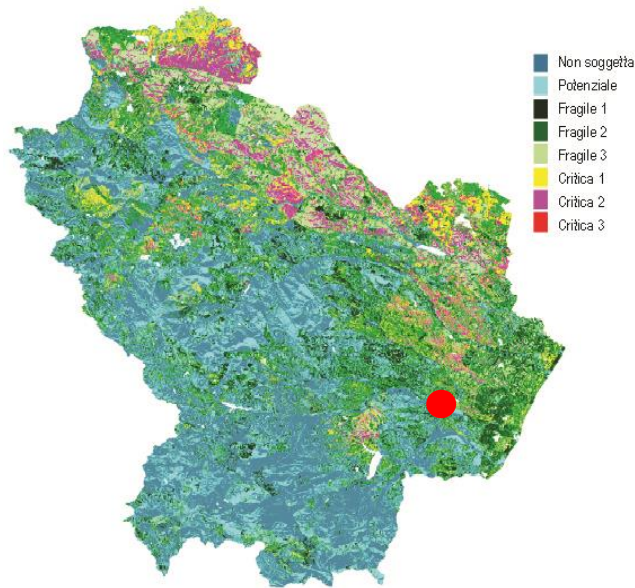 Non soggetta
Potenziale
Fragile 1
Fragile 2
Fragile 3
Critica 1
Critica 2
Critica 3